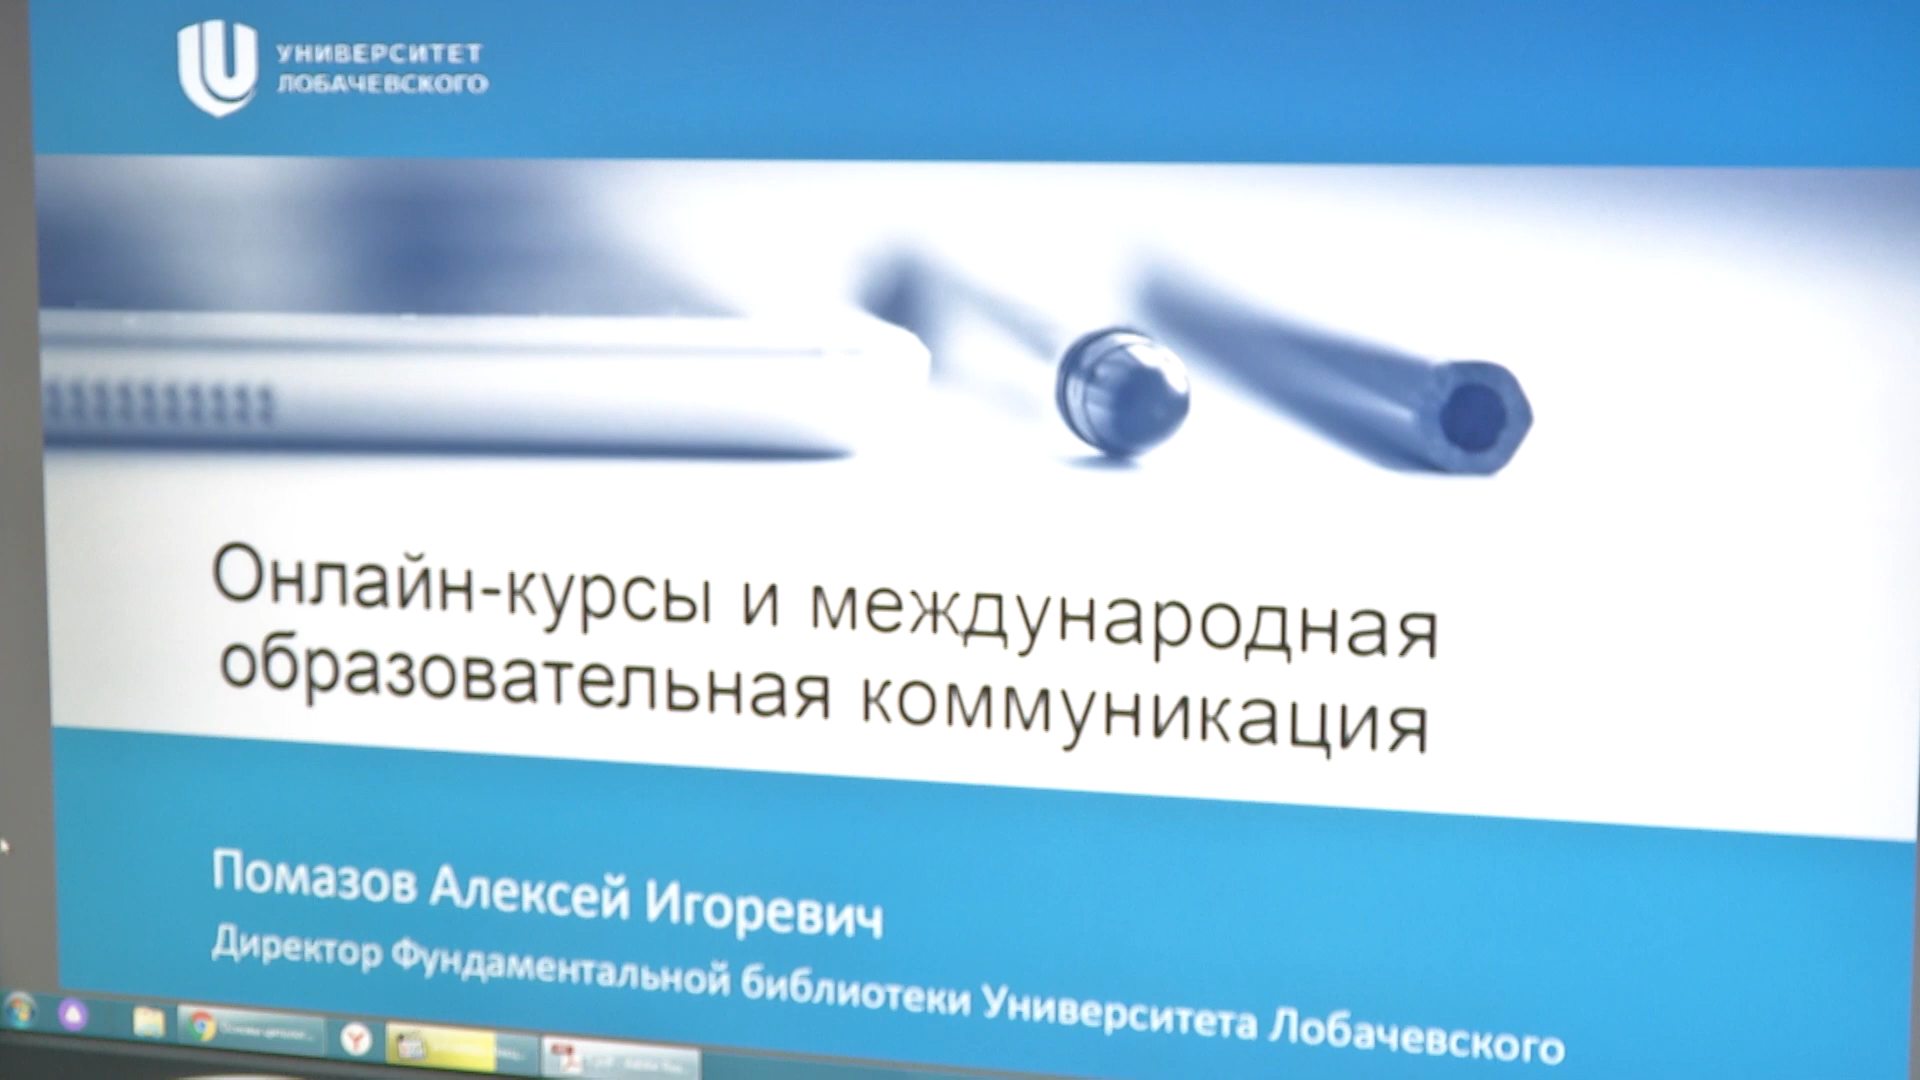 УНИВЕРСИТЕТ
ЛОБАЧЕВСКОГО
Онлайн-курсы и международная
образовательная коммуникация
Помазов Алексей Игоревич
Директор Фундаментальной библиотеки Университета Лобачевского